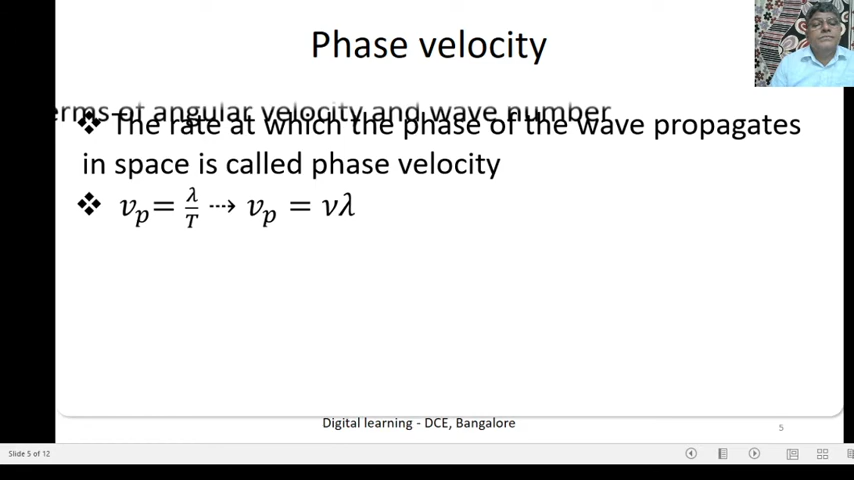 Phase velocity
erms of angular velocity and wave number
❖ The rate at which the phase of the wave propagates
in space is called phase velocity
❖ 𝑣ₚ= λ/T ⇢ 𝑣ₚ = νλ
Digital learning - DCE, Bangalore
5
Slide 5 of 12